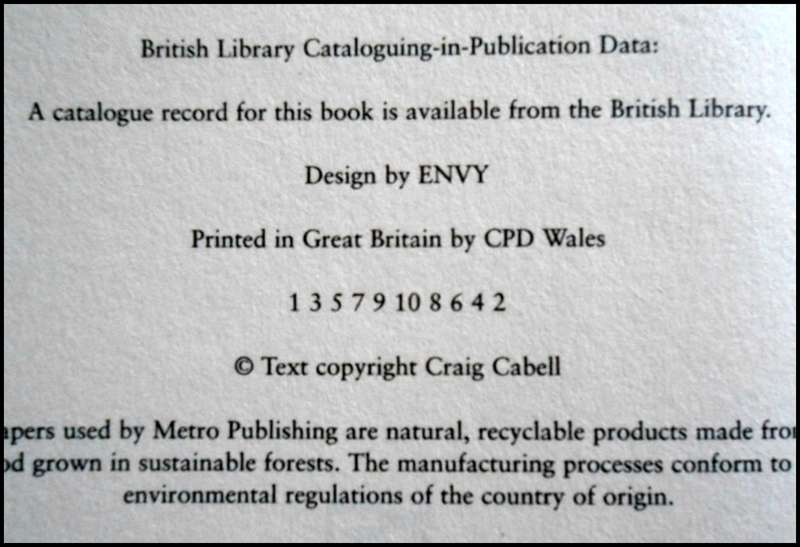 British Library Cataloguing-in-Publication Data:
A catalogue record for this book is available from the British Library.
Design by ENVY
Printed in Great Britain by CPD Wales
1 3 5 7 9 10 8 6 4 2
© Text copyright Craig Cabell
apers used by Metro Publishing are natural, recyclable products made from
od grown in sustainable forests. The manufacturing processes conform to
environmental regulations of the country of origin.